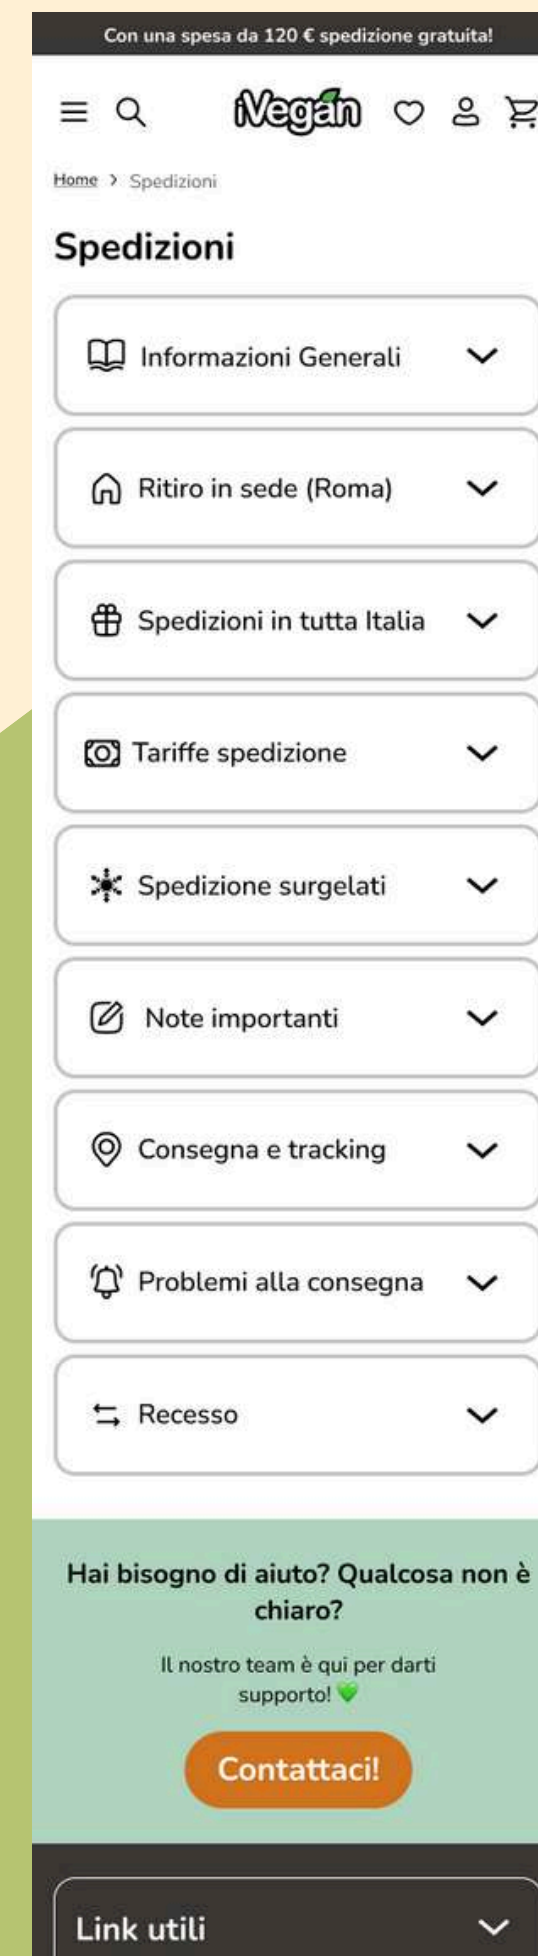 Con una spesa da 120 € spedizione gratuita!
iVegan
Home > Spedizioni
Spedizioni
Informazioni Generali
Ritiro in sede (Roma)
Spedizioni in tutta Italia
Tariffe spedizione
Spedizione surgelati
Note importanti
Consegna e tracking
Problemi alla consegna
Recesso
Hai bisogno di aiuto? Qualcosa non è
chiaro?
Il nostro team è qui per darti
supporto! 💚
Contattaci!
Link utili